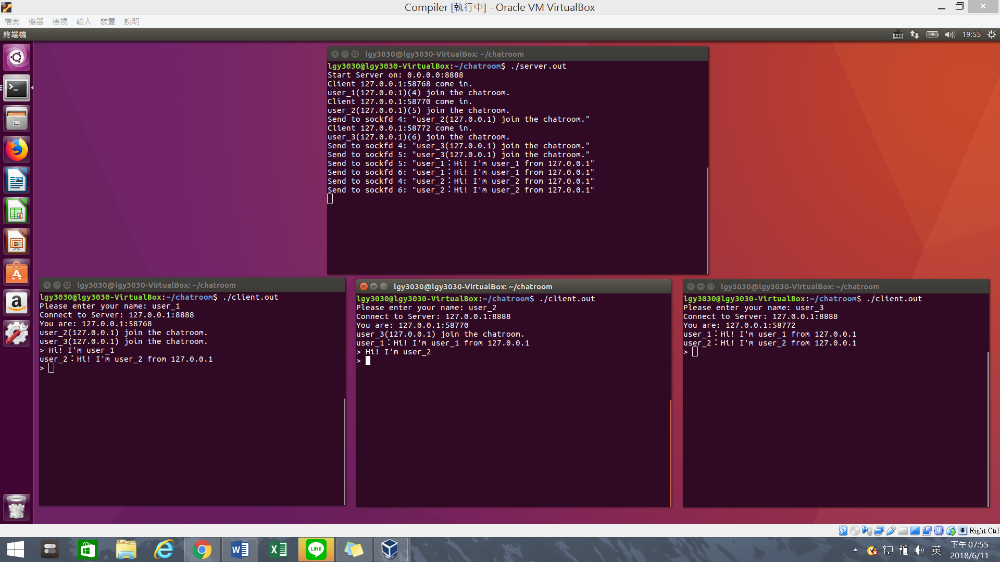 Compiler [執行中] - Oracle VM VirtualBox
檔案 機器 檢視 輸入 裝置 說明
終端機 19:55
lgy3030@lgy3030-VirtualBox: ~/chatroom
lgy3030@lgy3030-VirtualBox:~/chatroom$ ./server.out
Start Server on: 0.0.0.0:8888
Client 127.0.0.1:58768 come in.
user_1(127.0.0.1)(4) join the chatroom.
Client 127.0.0.1:58770 come in.
user_2(127.0.0.1)(5) join the chatroom.
Send to sockfd 4: "user_2(127.0.0.1) join the chatroom."
Client 127.0.0.1:58772 come in.
user_3(127.0.0.1)(6) join the chatroom.
Send to sockfd 4: "user_3(127.0.0.1) join the chatroom."
Send to sockfd 5: "user_3(127.0.0.1) join the chatroom."
Send to sockfd 5: "user_1：Hi! I'm user_1 from 127.0.0.1"
Send to sockfd 6: "user_1：Hi! I'm user_1 from 127.0.0.1"
Send to sockfd 4: "user_2：Hi! I'm user_2 from 127.0.0.1"
Send to sockfd 6: "user_2：Hi! I'm user_2 from 127.0.0.1"
lgy3030@lgy3030-VirtualBox: ~/chatroom
lgy3030@lgy3030-VirtualBox:~/chatroom$ ./client.out
Please enter your name: user_1
Connect to Server: 127.0.0.1:8888
You are: 127.0.0.1:58768
user_2(127.0.0.1) join the chatroom.
user_3(127.0.0.1) join the chatroom.
> Hi! I'm user_1
user_2：Hi! I'm user_2 from 127.0.0.1
>
lgy3030@lgy3030-VirtualBox: ~/chatroom
lgy3030@lgy3030-VirtualBox:~/chatroom$ ./client.out
Please enter your name: user_2
Connect to Server: 127.0.0.1:8888
You are: 127.0.0.1:58770
user_3(127.0.0.1) join the chatroom.
user_1：Hi! I'm user_1 from 127.0.0.1
> Hi! I'm user_2
>
lgy3030@lgy3030-VirtualBox: ~/chatroom
lgy3030@lgy3030-VirtualBox:~/chatroom$ ./client.out
Please enter your name: user_3
Connect to Server: 127.0.0.1:8888
You are: 127.0.0.1:58772
user_1：Hi! I'm user_1 from 127.0.0.1
user_2：Hi! I'm user_2 from 127.0.0.1
>
Right Ctrl
LINE
英
下午 07:55
2018/6/11